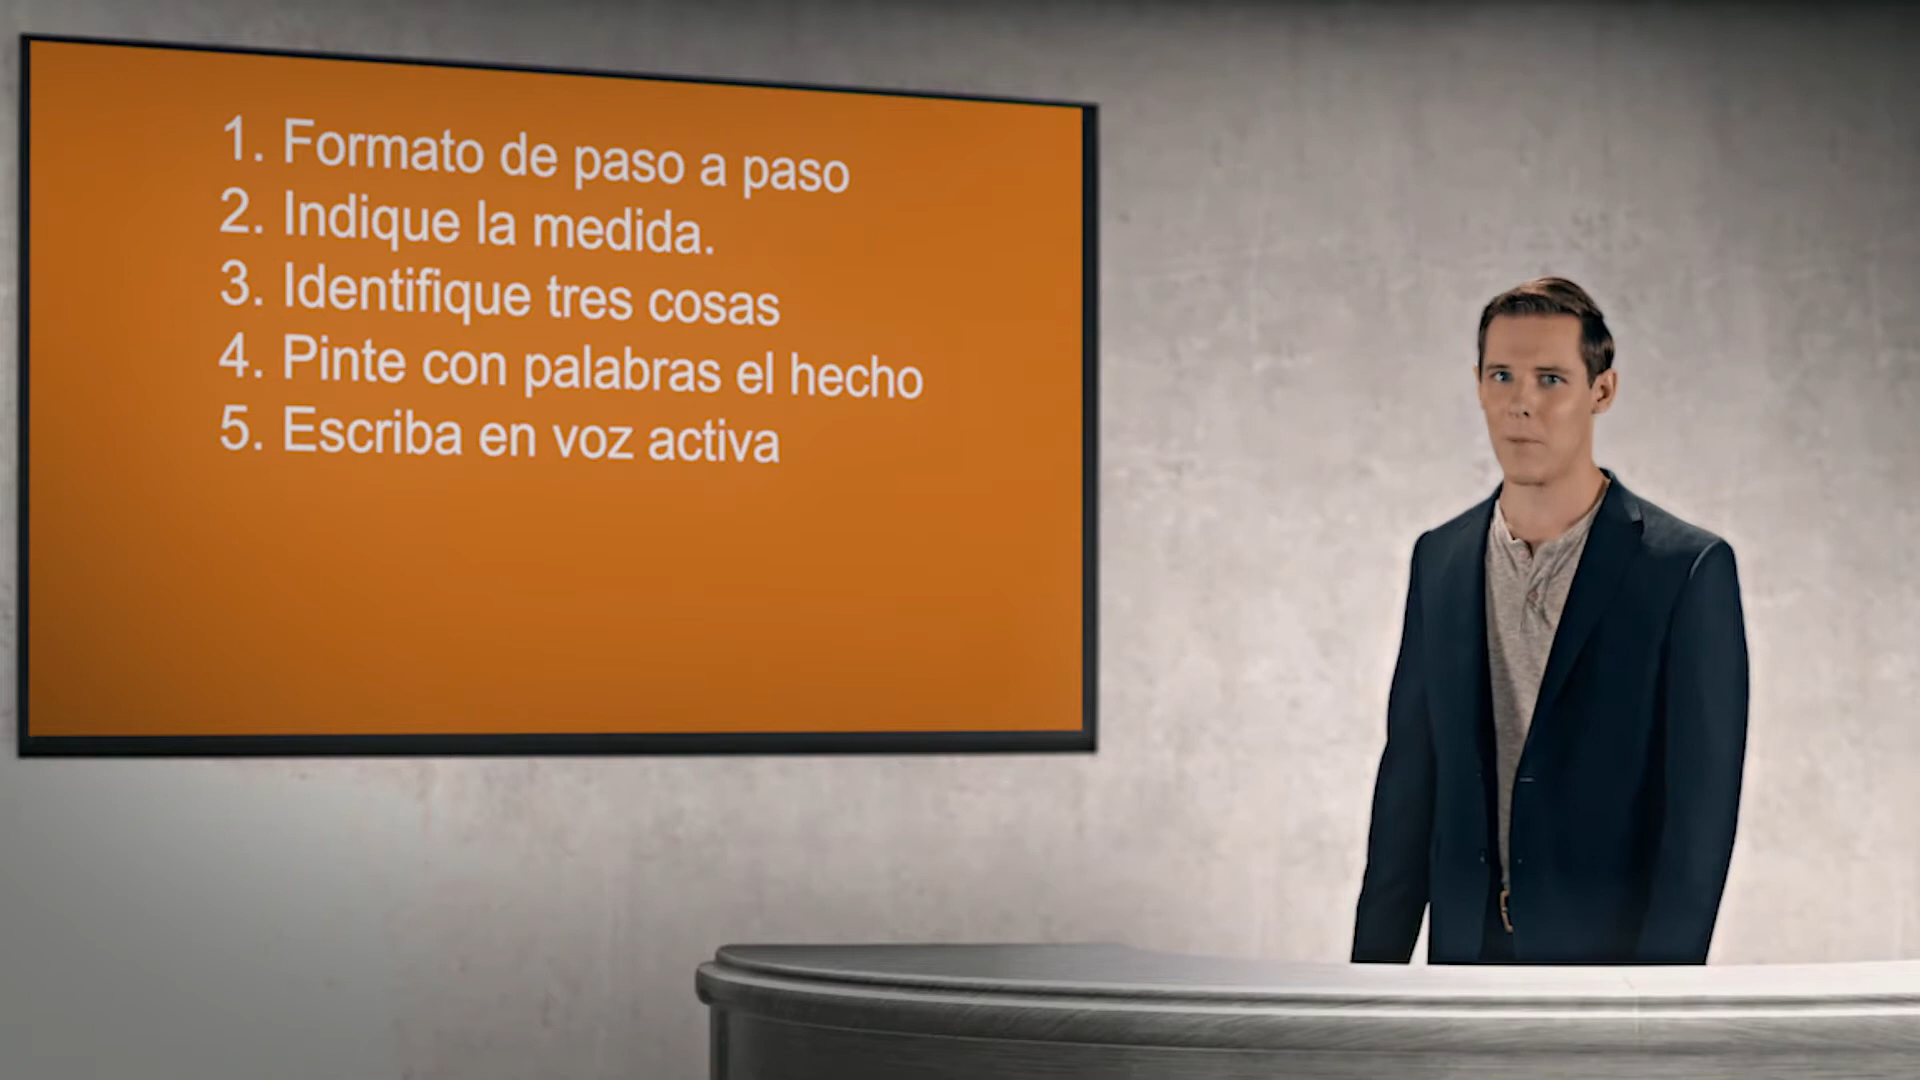 1. Formato de paso a paso
2. Indique la medida.
3. Identifique tres cosas
4. Pinte con palabras el hecho
5. Escriba en voz activa